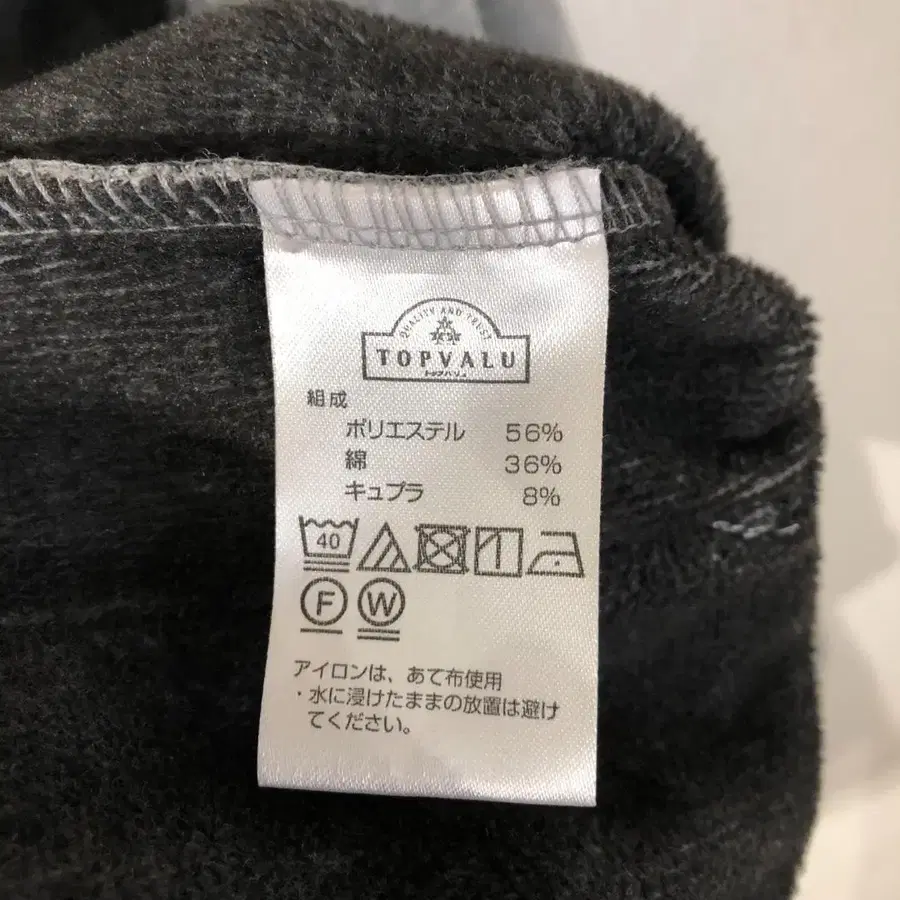 QUALITY AND TRUST
TOPVALU
トップバリュ
組成
ポリエステル 56%
綿 36%
キュプラ 8%
40
F W
アイロンは、あて布使用
・水に浸けたままの放置は避け
てください。